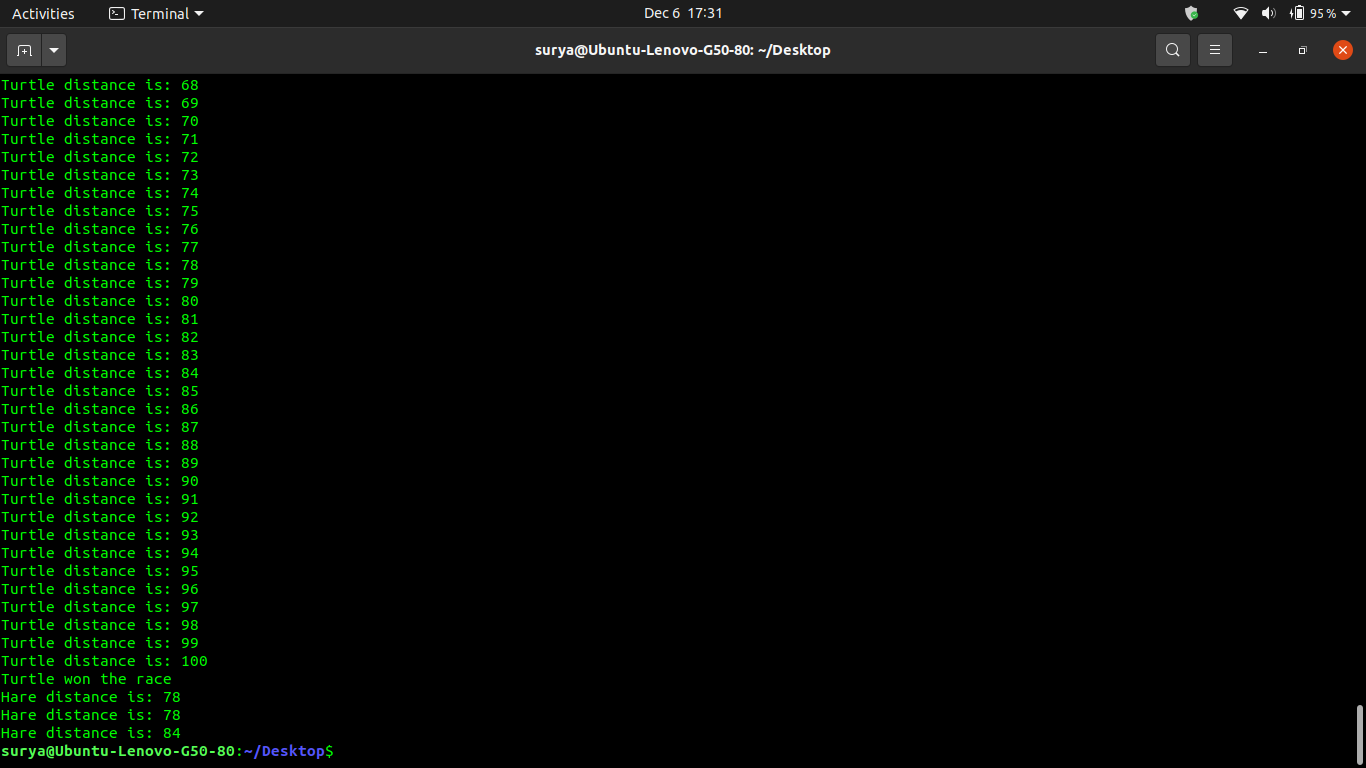 Activities Terminal Dec 6 17:31 95 %
surya@Ubuntu-Lenovo-G50-80: ~/Desktop
Turtle distance is: 68
Turtle distance is: 69
Turtle distance is: 70
Turtle distance is: 71
Turtle distance is: 72
Turtle distance is: 73
Turtle distance is: 74
Turtle distance is: 75
Turtle distance is: 76
Turtle distance is: 77
Turtle distance is: 78
Turtle distance is: 79
Turtle distance is: 80
Turtle distance is: 81
Turtle distance is: 82
Turtle distance is: 83
Turtle distance is: 84
Turtle distance is: 85
Turtle distance is: 86
Turtle distance is: 87
Turtle distance is: 88
Turtle distance is: 89
Turtle distance is: 90
Turtle distance is: 91
Turtle distance is: 92
Turtle distance is: 93
Turtle distance is: 94
Turtle distance is: 95
Turtle distance is: 96
Turtle distance is: 97
Turtle distance is: 98
Turtle distance is: 99
Turtle distance is: 100
Turtle won the race
Hare distance is: 78
Hare distance is: 78
Hare distance is: 84
surya@Ubuntu-Lenovo-G50-80:~/Desktop$